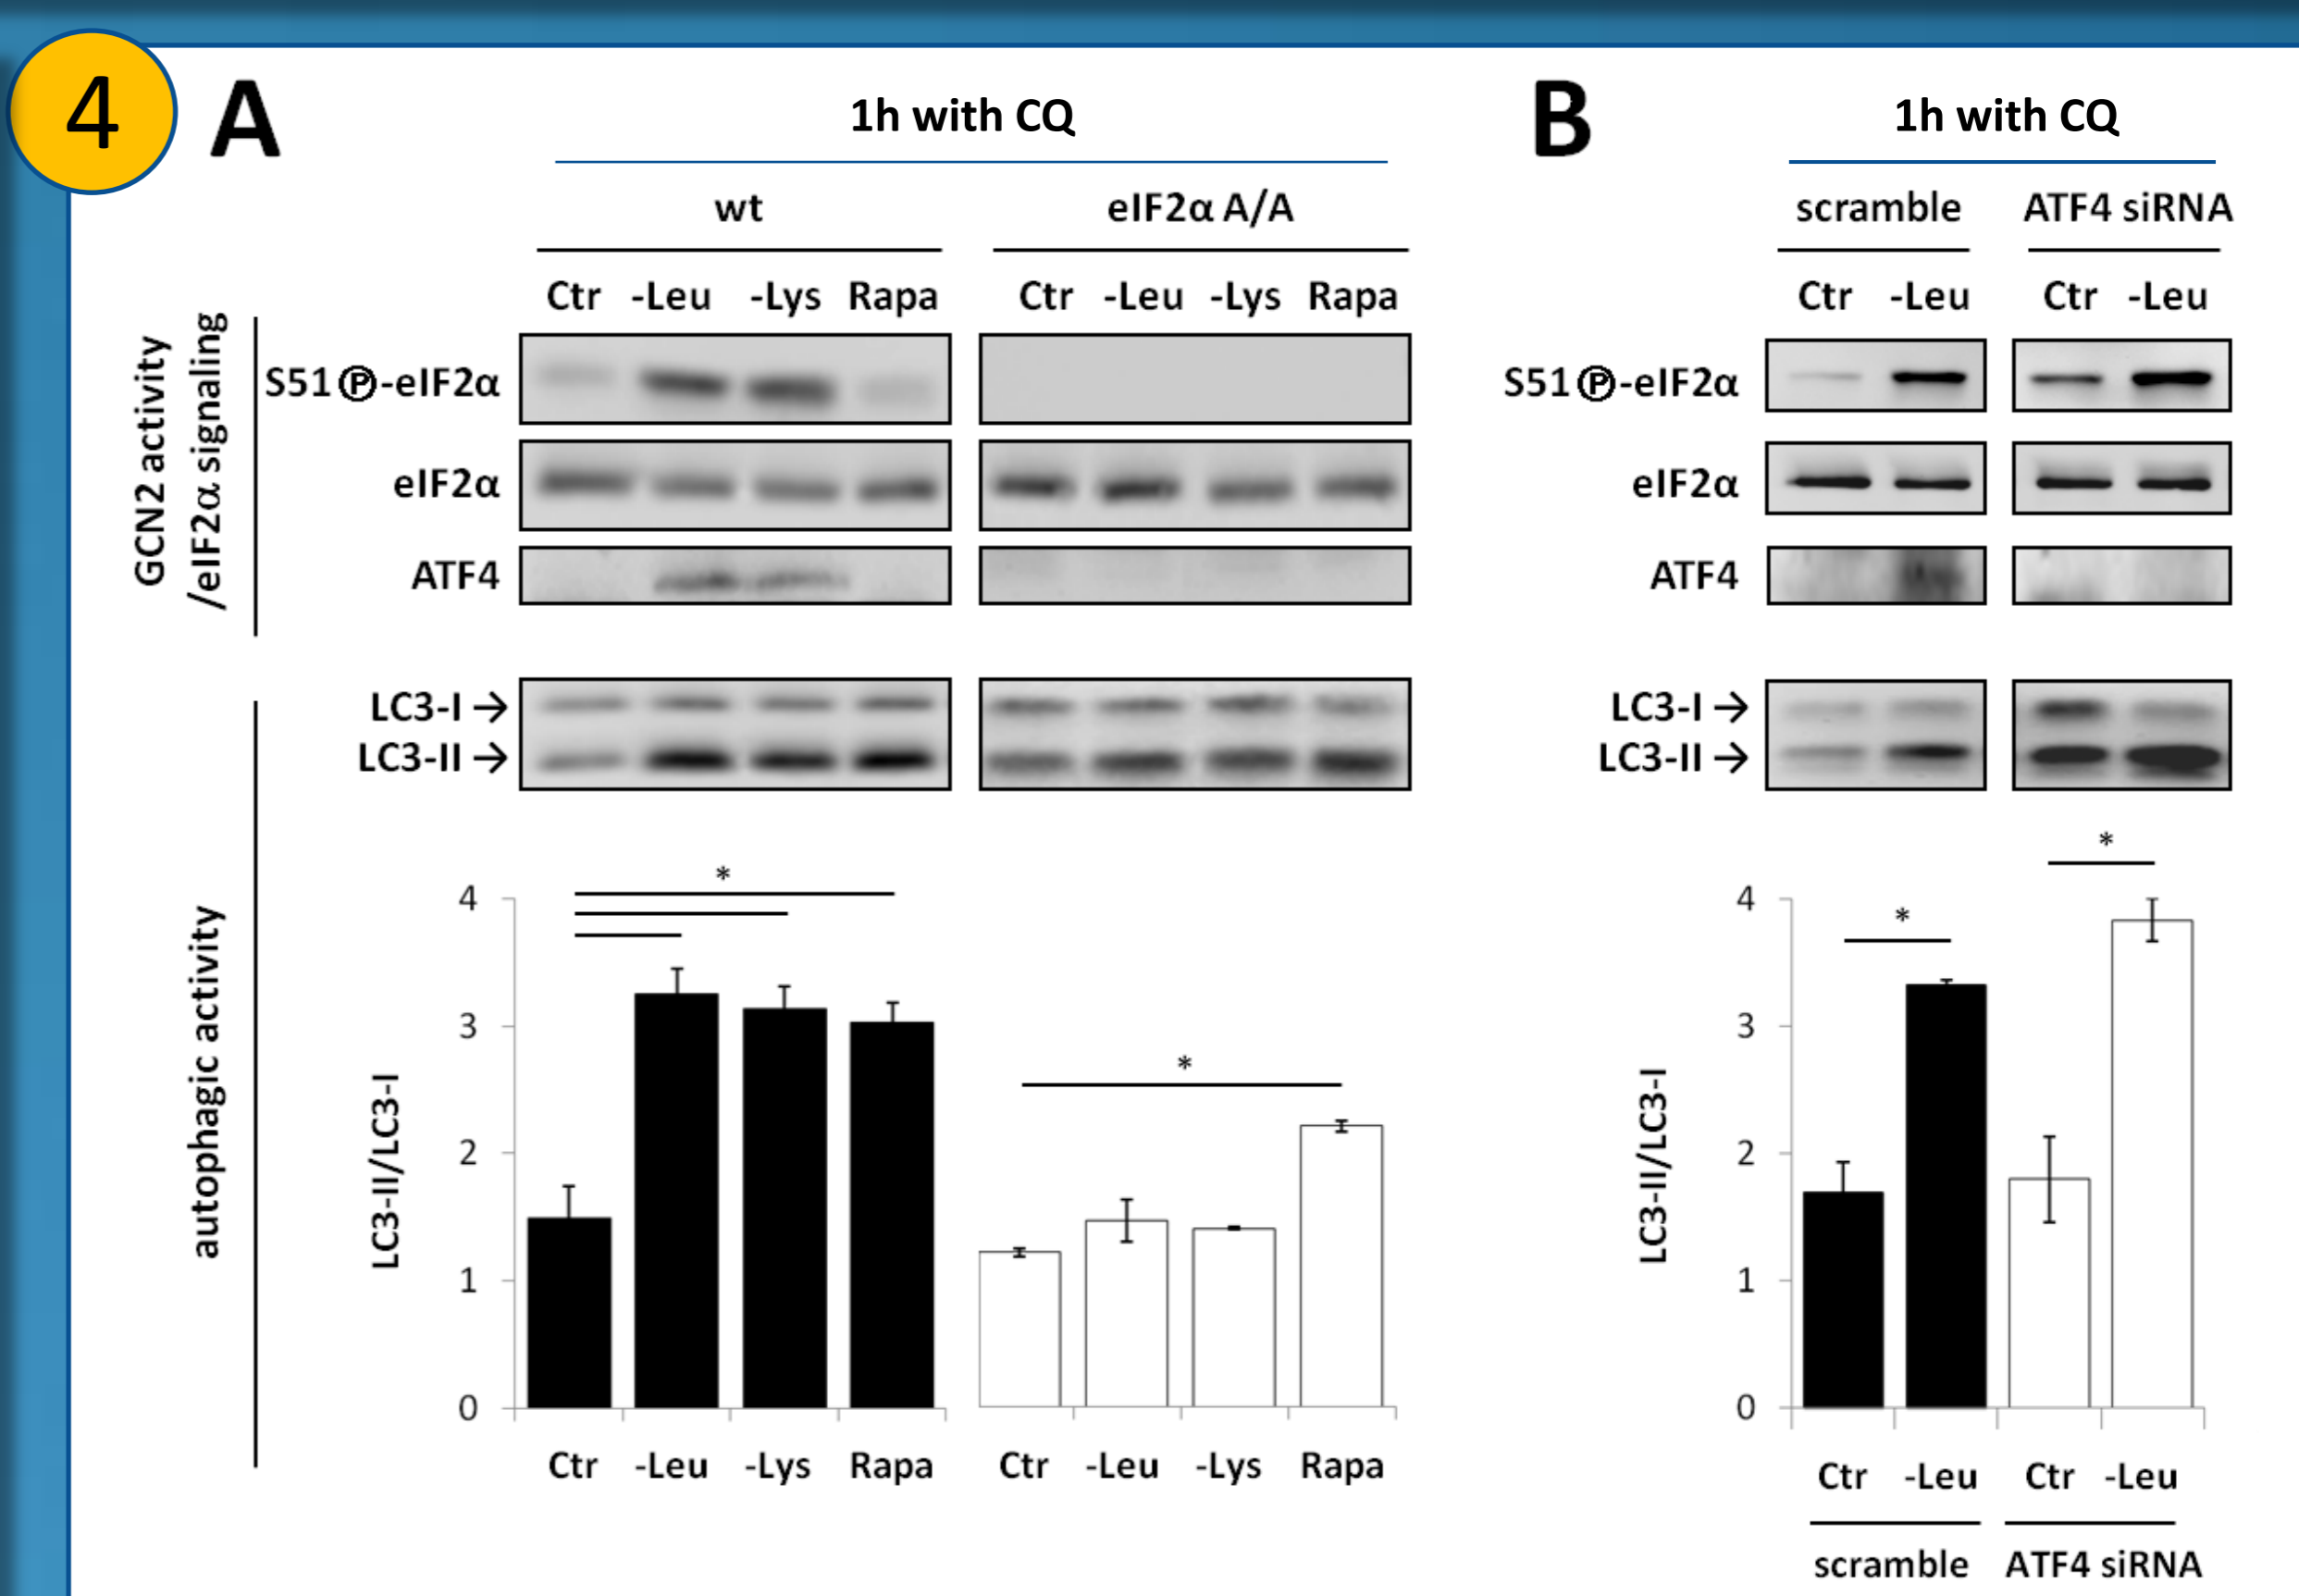 4
A
1h with CQ
wt
eIF2α A/A
Ctr -Leu -Lys Rapa
Ctr -Leu -Lys Rapa
GCN2 activity
/eIF2α signaling
S51Ⓟ-eIF2α
eIF2α
ATF4
LC3-I →
LC3-II →
autophagic activity
LC3-II/LC3-I
4
3
2
1
0
*
*
Ctr -Leu -Lys Rapa
Ctr -Leu -Lys Rapa
B
1h with CQ
scramble
ATF4 siRNA
Ctr -Leu
Ctr -Leu
S51Ⓟ-eIF2α
eIF2α
ATF4
LC3-I →
LC3-II →
LC3-II/LC3-I
4
3
2
1
0
*
*
Ctr -Leu
Ctr -Leu
scramble
ATF4 siRNA